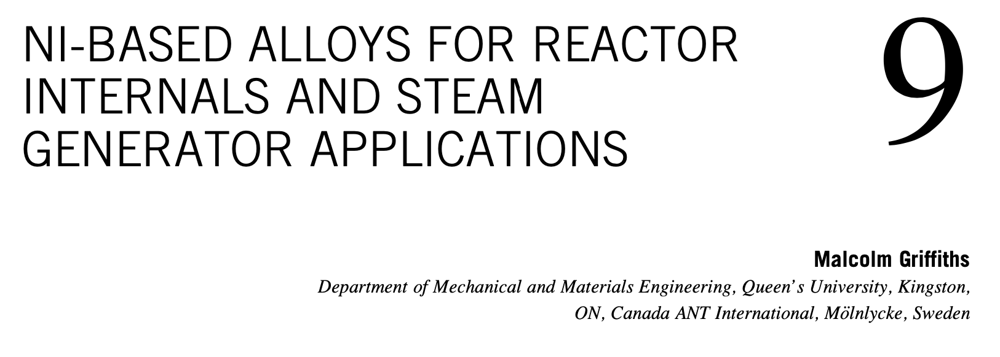 NI-BASED ALLOYS FOR REACTOR
INTERNALS AND STEAM
GENERATOR APPLICATIONS
9
Malcolm Griffiths
Department of Mechanical and Materials Engineering, Queen's University, Kingston,
ON, Canada ANT International, Mölnlycke, Sweden